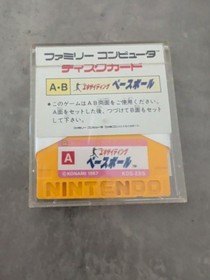 ファミリー コンピュータ
ディスクカード
A・B
エキサイティング
ベースボール
●このゲームはA B両面をご使用ください。
A面をセットした後、つづけてB面もセット
して下さい。
A
エキサイティング
ベースボール
©KONAMI 1987
NINTENDO